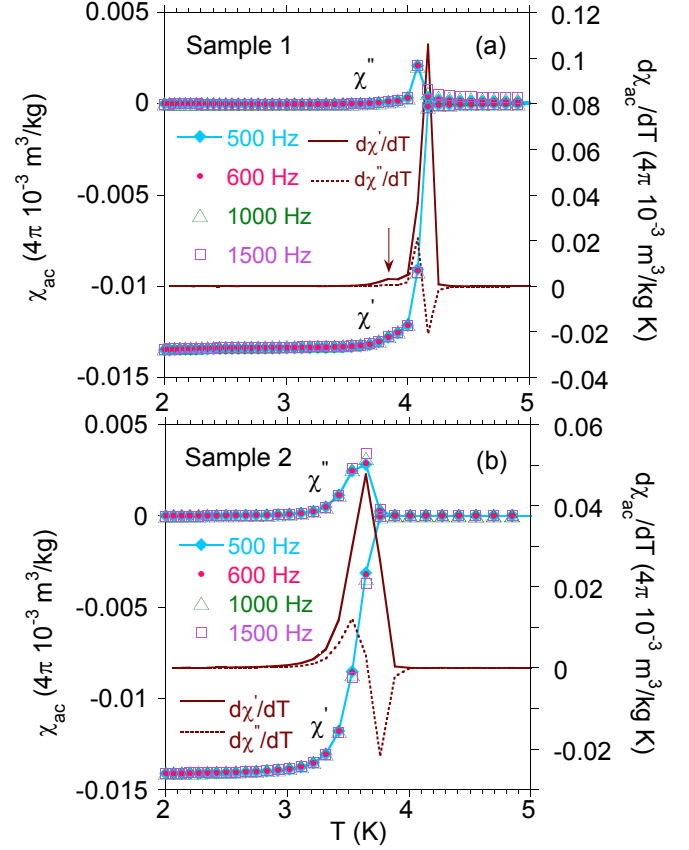 0.005
0
-0.005
-0.01
-0.015
χac (4π 10⁻³ m³/kg)
Sample 1
(a)
χ"
500 Hz
600 Hz
1000 Hz
1500 Hz
dχ'/dT
dχ"/dT
χ'
0.12
0.1
0.08
0.06
0.04
0.02
0
-0.02
-0.04
dχac/dT (4π 10⁻³ m³/kg K)
2 3 4 5
0.005
0
-0.005
-0.01
-0.015
χac (4π 10⁻³ m³/kg)
Sample 2
(b)
χ"
500 Hz
600 Hz
1000 Hz
1500 Hz
dχ'/dT
dχ"/dT
χ'
0.06
0.04
0.02
0
-0.02
dχac/dT (4π 10⁻³ m³/kg K)
2 3 4 5
T (K)